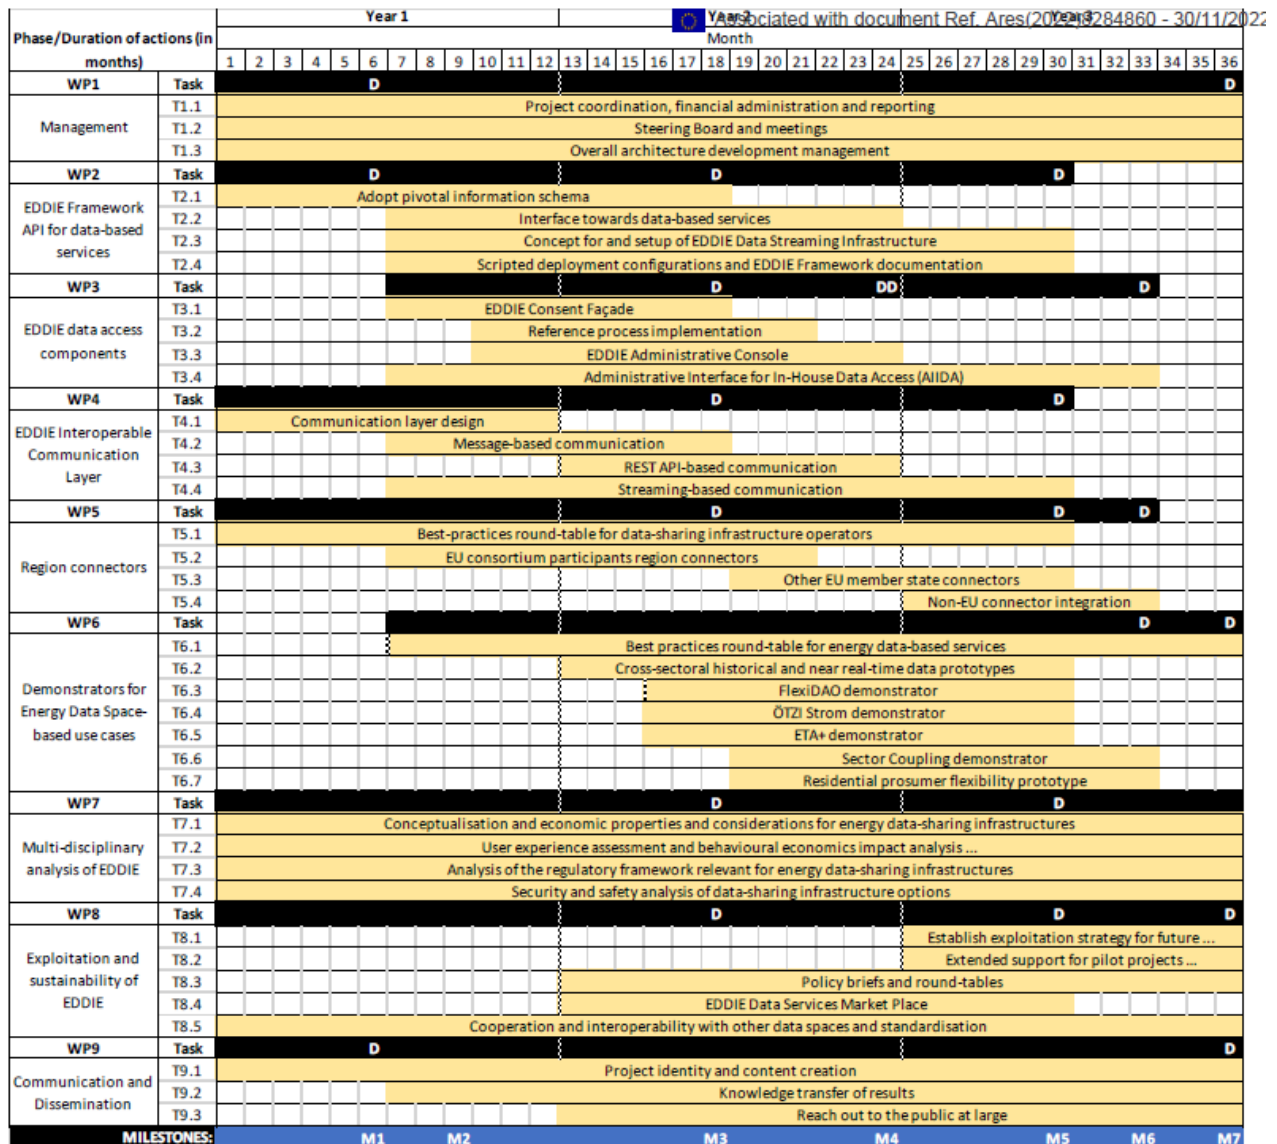 Year 1 Year 2 Year 3
Associated with document Ref. Ares(2022)8284860 - 30/11/2022
Phase/Duration of actions (in months)
Month
1 2 3 4 5 6 7 8 9 10 11 12 13 14 15 16 17 18 19 20 21 22 23 24 25 26 27 28 29 30 31 32 33 34 35 36
WP1 Task D D
Management
T1.1 Project coordination, financial administration and reporting
T1.2 Steering Board and meetings
T1.3 Overall architecture development management
WP2 Task D D D
EDDIE Framework API for data-based services
T2.1 Adopt pivotal information schema
T2.2 Interface towards data-based services
T2.3 Concept for and setup of EDDIE Data Streaming Infrastructure
T2.4 Scripted deployment configurations and EDDIE Framework documentation
WP3 Task D DD D
EDDIE data access components
T3.1 EDDIE Consent Façade
T3.2 Reference process implementation
T3.3 EDDIE Administrative Console
T3.4 Administrative Interface for In-House Data Access (AIIDA)
WP4 Task D D
EDDIE Interoperable Communication Layer
T4.1 Communication layer design
T4.2 Message-based communication
T4.3 REST API-based communication
T4.4 Streaming-based communication
WP5 Task D D D
Region connectors
T5.1 Best-practices round-table for data-sharing infrastructure operators
T5.2 EU consortium participants region connectors
T5.3 Other EU member state connectors
T5.4 Non-EU connector integration
WP6 Task D D
Demonstrators for Energy Data Space-based use cases
T6.1 Best practices round-table for energy data-based services
T6.2 Cross-sectoral historical and near real-time data prototypes
T6.3 FlexiDAO demonstrator
T6.4 ÖTZI Strom demonstrator
T6.5 ETA+ demonstrator
T6.6 Sector Coupling demonstrator
T6.7 Residential prosumer flexibility prototype
WP7 Task D D
Multi-disciplinary analysis of EDDIE
T7.1 Conceptualisation and economic properties and considerations for energy data-sharing infrastructures
T7.2 User experience assessment and behavioural economics impact analysis ...
T7.3 Analysis of the regulatory framework relevant for energy data-sharing infrastructures
T7.4 Security and safety analysis of data-sharing infrastructure options
WP8 Task D D D
Exploitation and sustainability of EDDIE
T8.1 Establish exploitation strategy for future ...
T8.2 Extended support for pilot projects ...
T8.3 Policy briefs and round-tables
T8.4 EDDIE Data Services Market Place
T8.5 Cooperation and interoperability with other data spaces and standardisation
WP9 Task D D
Communication and Dissemination
T9.1 Project identity and content creation
T9.2 Knowledge transfer of results
T9.3 Reach out to the public at large
MILESTONES: M1 M2 M3 M4 M5 M6 M7